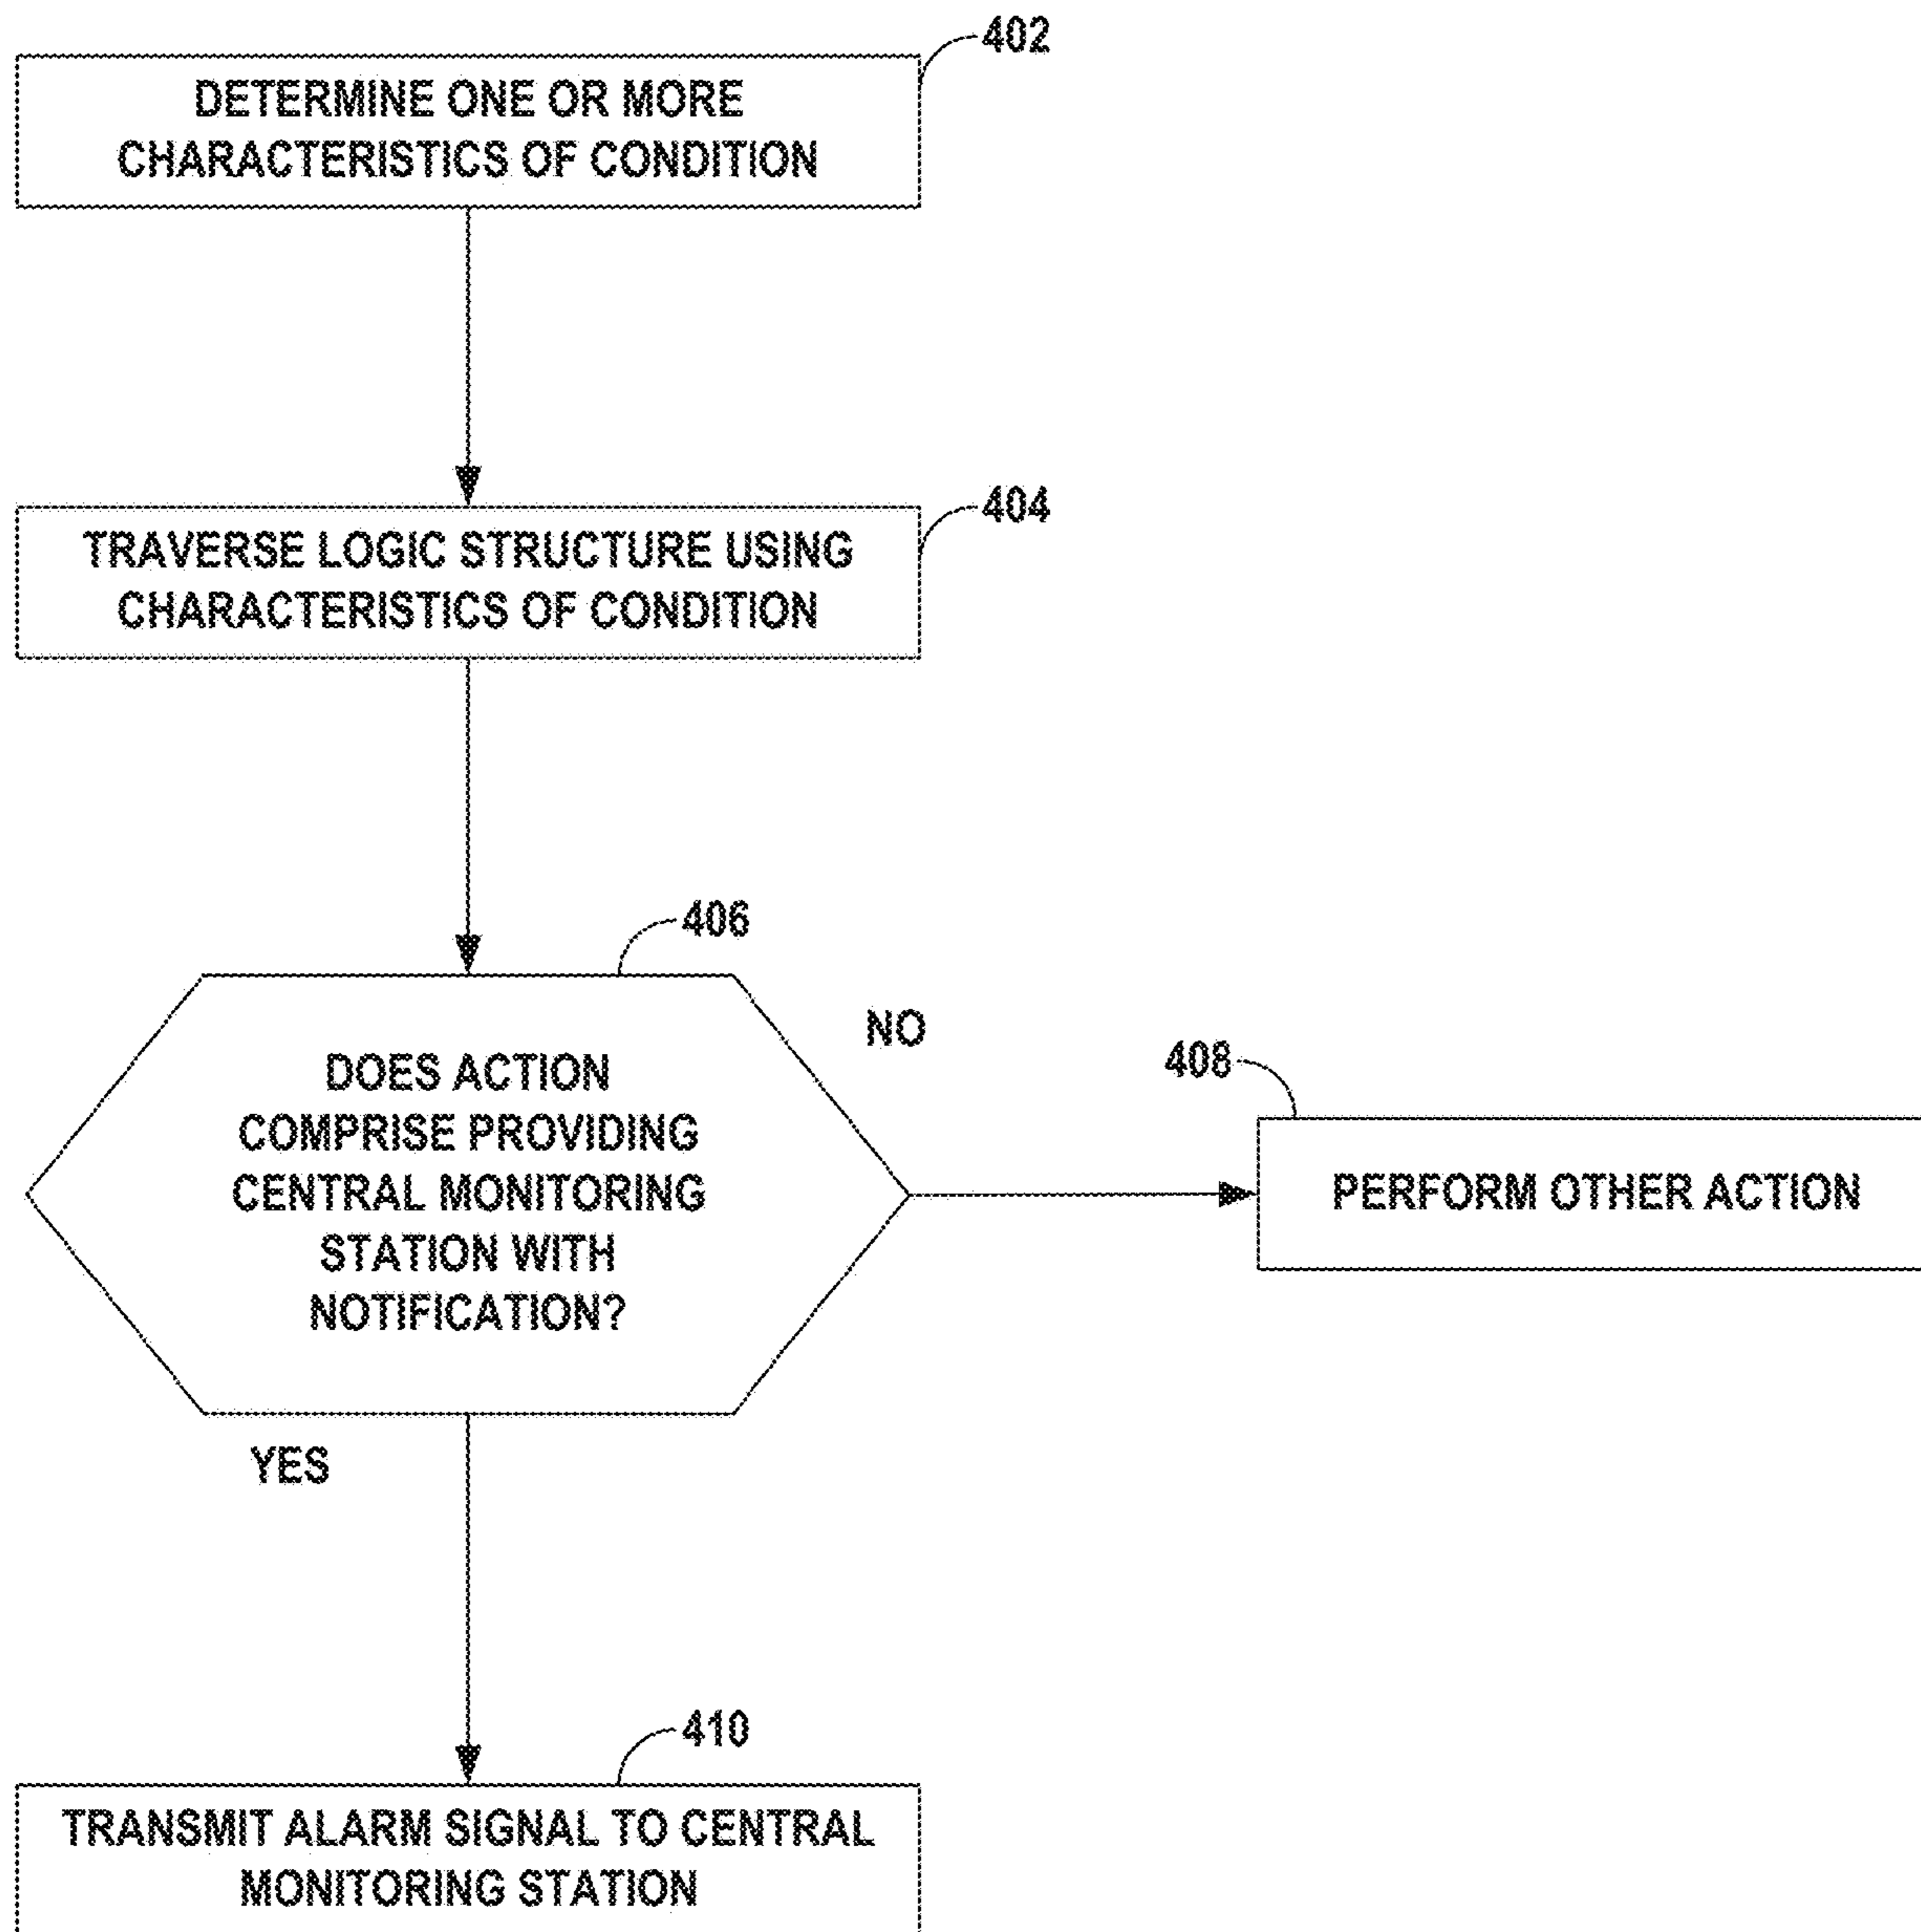 402
DETERMINE ONE OR MORE
CHARACTERISTICS OF CONDITION
404
TRAVERSE LOGIC STRUCTURE USING
CHARACTERISTICS OF CONDITION
406
DOES ACTION
COMPRISE PROVIDING
CENTRAL MONITORING
STATION WITH
NOTIFICATION?
NO
408
PERFORM OTHER ACTION
YES
410
TRANSMIT ALARM SIGNAL TO CENTRAL
MONITORING STATION